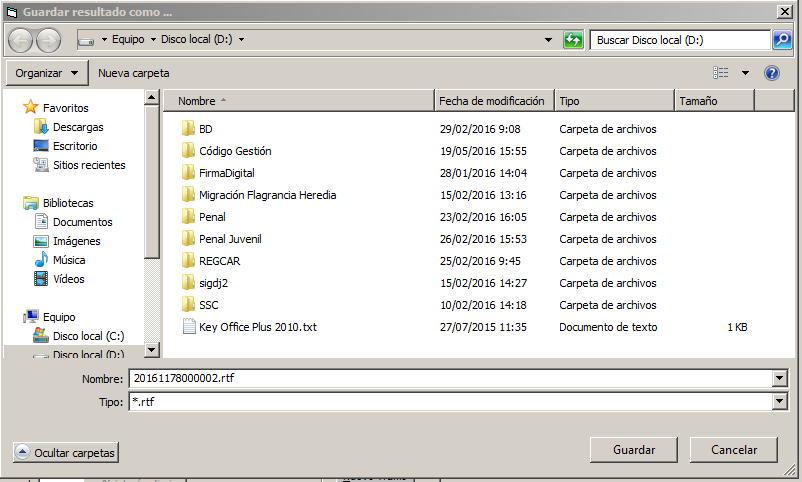 Guardar resultado como ...
Equipo Disco local (D:) Buscar Disco local (D:)
Organizar Nueva carpeta
Nombre Fecha de modificación Tipo Tamaño
Favoritos
Descargas
Escritorio
Sitios recientes
Bibliotecas
Documentos
Imágenes
Música
Vídeos
Equipo
Disco local (C:)
Disco local (D:)
BD 29/02/2016 9:08 Carpeta de archivos
Código Gestión 19/05/2016 15:55 Carpeta de archivos
FirmaDigital 28/01/2016 14:04 Carpeta de archivos
Migración Flagrancia Heredia 15/02/2016 13:16 Carpeta de archivos
Penal 23/02/2016 16:05 Carpeta de archivos
Penal Juvenil 26/02/2016 15:53 Carpeta de archivos
REGCAR 25/02/2016 9:45 Carpeta de archivos
sigdj2 15/02/2016 14:27 Carpeta de archivos
SSC 10/02/2016 14:18 Carpeta de archivos
Key Office Plus 2010.txt 27/07/2015 11:35 Documento de texto 1 KB
Nombre: 20161178000002.rtf
Tipo: *.rtf
Ocultar carpetas Guardar Cancelar